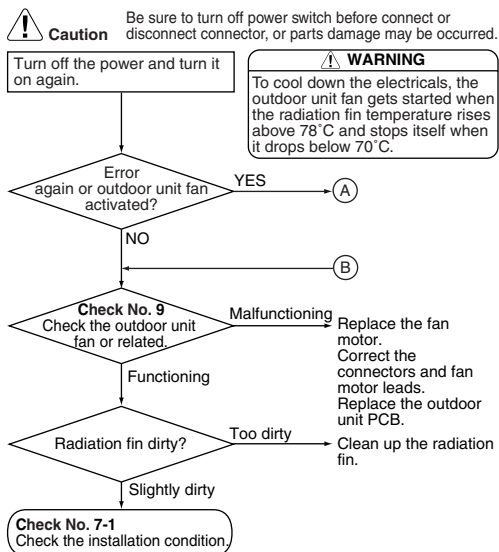 Caution
Be sure to turn off power switch before connect or
disconnect connector, or parts damage may be occurred.
Turn off the power and turn it
on again.
WARNING
To cool down the electricals, the
outdoor unit fan gets started when
the radiation fin temperature rises
above 78˚C and stops itself when
it drops below 70˚C.
Error
again or outdoor unit fan
activated?
YES
A
NO
B
Check No. 9
Check the outdoor unit
fan or related.
Malfunctioning
Replace the fan
motor.
Correct the
connectors and fan
motor leads.
Replace the outdoor
unit PCB.
Functioning
Radiation fin dirty?
Too dirty
Clean up the radiation
fin.
Slightly dirty
Check No. 7-1
Check the installation condition.